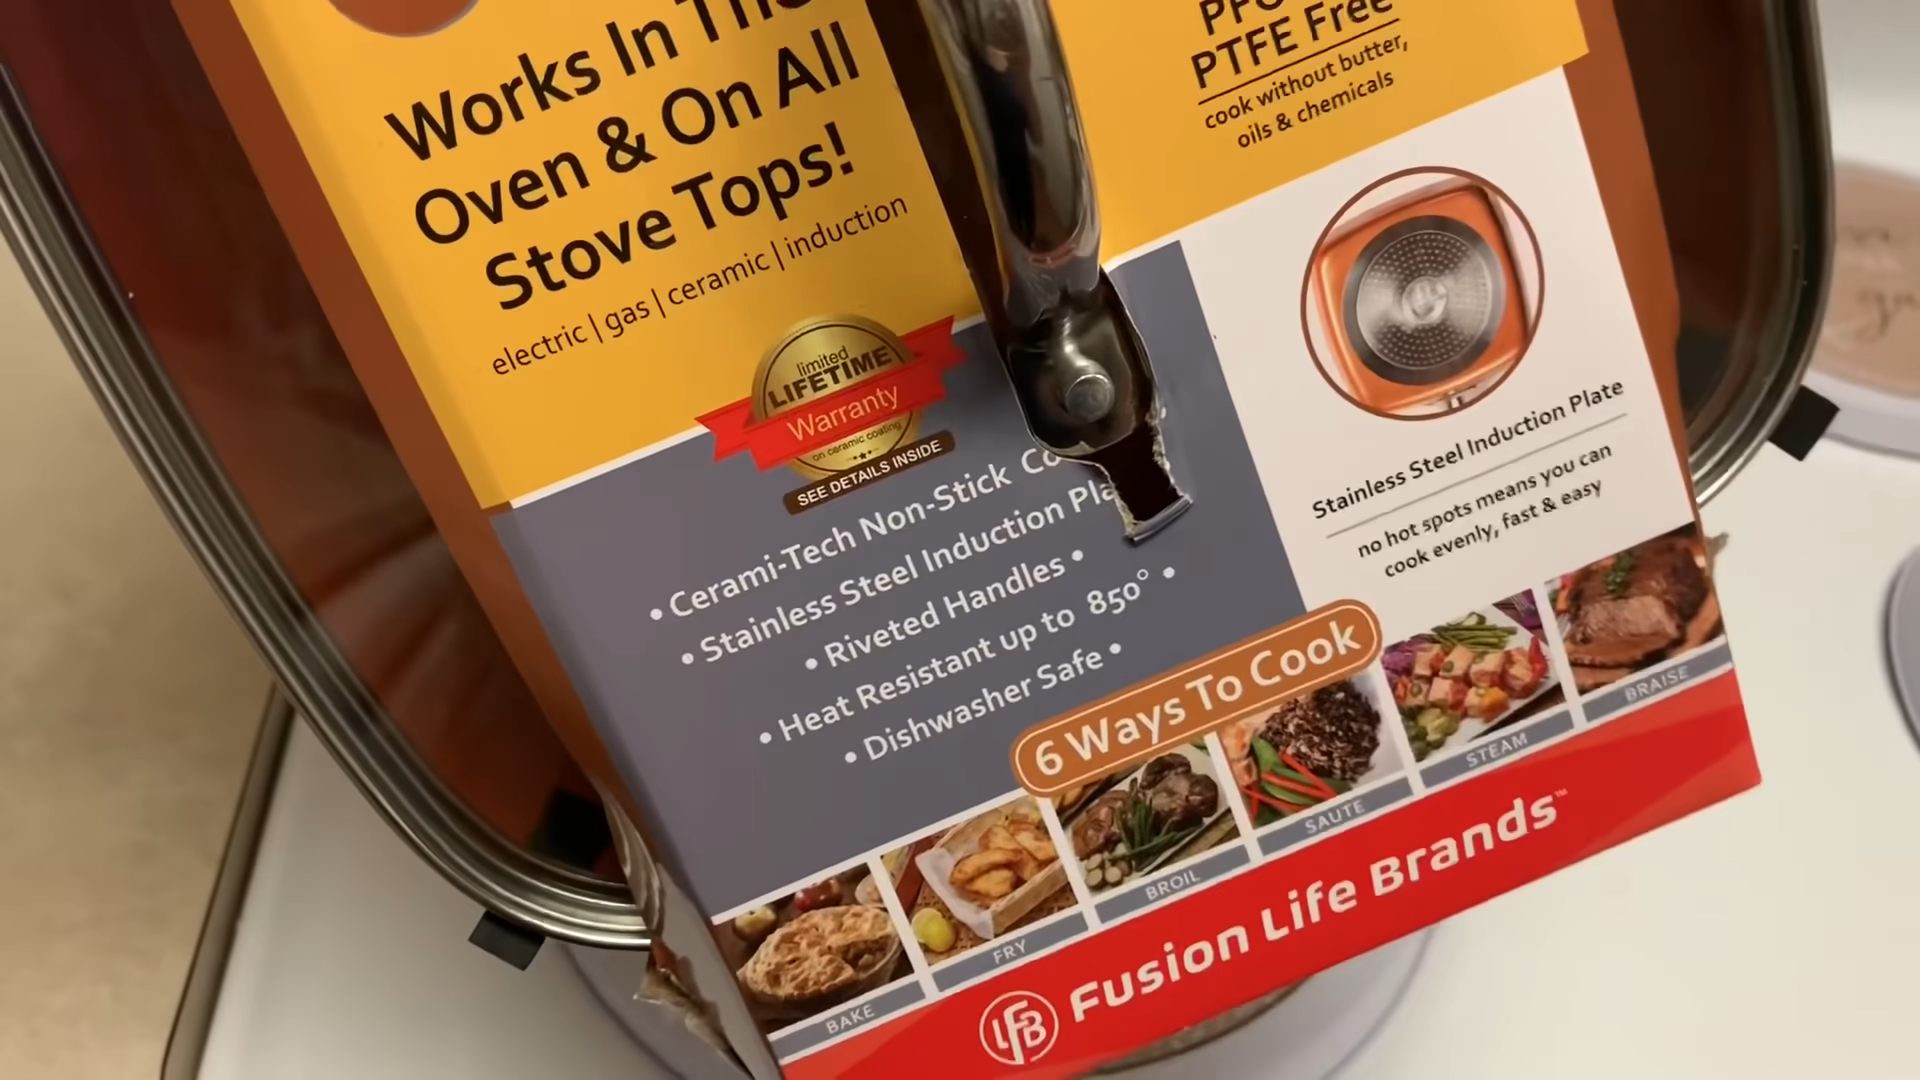 Works In The
Oven & On All
Stove Tops!
electric | gas | ceramic | induction
limited
LIFETIME
Warranty
on ceramic coating
SEE DETAILS INSIDE
• Cerami-Tech Non-Stick
• Stainless Steel Induction
• Riveted Handles •
• Heat Resistant up to 850° •
• Dishwasher Safe •
PTFE Free
cook without butter,
oils & chemicals
Stainless Steel Induction Plate
no hot spots means you can
cook evenly, fast & easy
6 Ways To Cook
BAKE
FRY
BROIL
SAUTE
STEAM
BRAISE
LFB Fusion Life Brands™